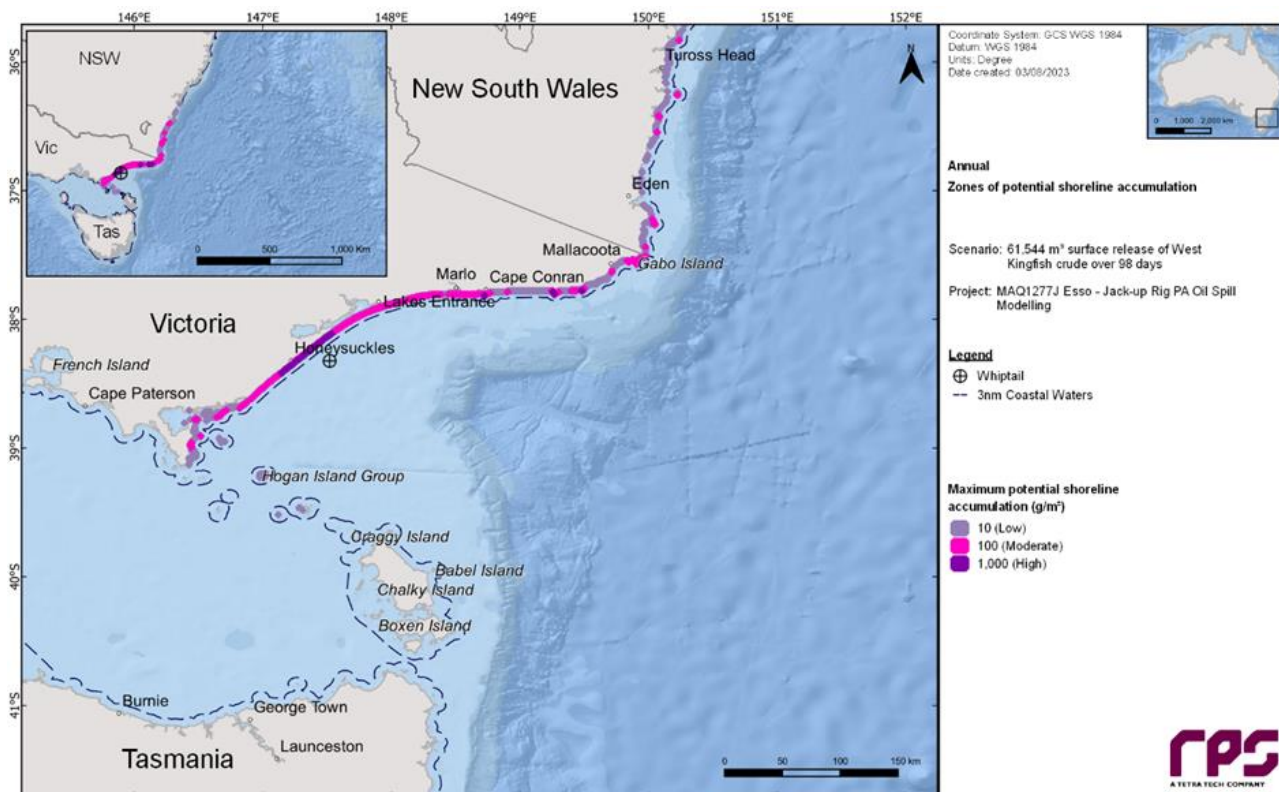 146°E 147°E 148°E 149°E 150°E 151°E 152°E
36°S
37°S
38°S
39°S
40°S
41°S
NSW
Vic
Tas
0 500 1,000 Km
N
New South Wales
Tuross Head
Eden
Mallacoota
Gabo Island
Marlo
Cape Conran
Lakes Entrance
Victoria
Honeysuckles
French Island
Cape Paterson
Hogan Island Group
Craggy Island
Babel Island
Chalky Island
Boxen Island
Burnie
George Town
Launceston
Tasmania
0 50 100 150 km
Coordinate System: GCS WGS 1984
Datum: WGS 1984
Units: Degree
Date created: 03/08/2023
0 1,000 2,000 Km
Annual
Zones of potential shoreline accumulation
Scenario: 61,544 m³ surface release of West
Kingfish crude over 98 days
Project: MAQ1277J Esso - Jack-up Rig PA Oil Spill
Modelling
Legend
Whiptail
3nm Coastal Waters
Maximum potential shoreline
accumulation (g/m²)
10 (Low)
100 (Moderate)
1,000 (High)
rps
A TETRA TECH COMPANY